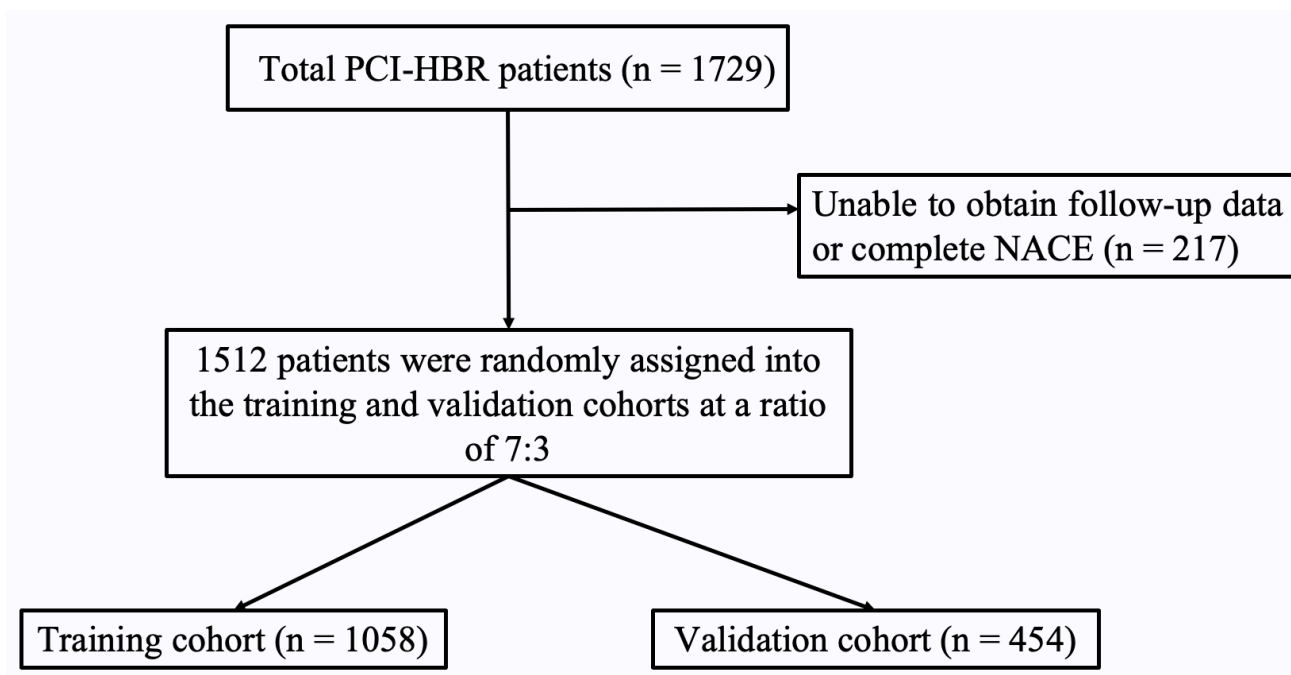 Total PCI-HBR patients (n = 1729)
Unable to obtain follow-up data
or complete NACE (n = 217)
1512 patients were randomly assigned into
the training and validation cohorts at a ratio
of 7:3
Training cohort (n = 1058)
Validation cohort (n = 454)